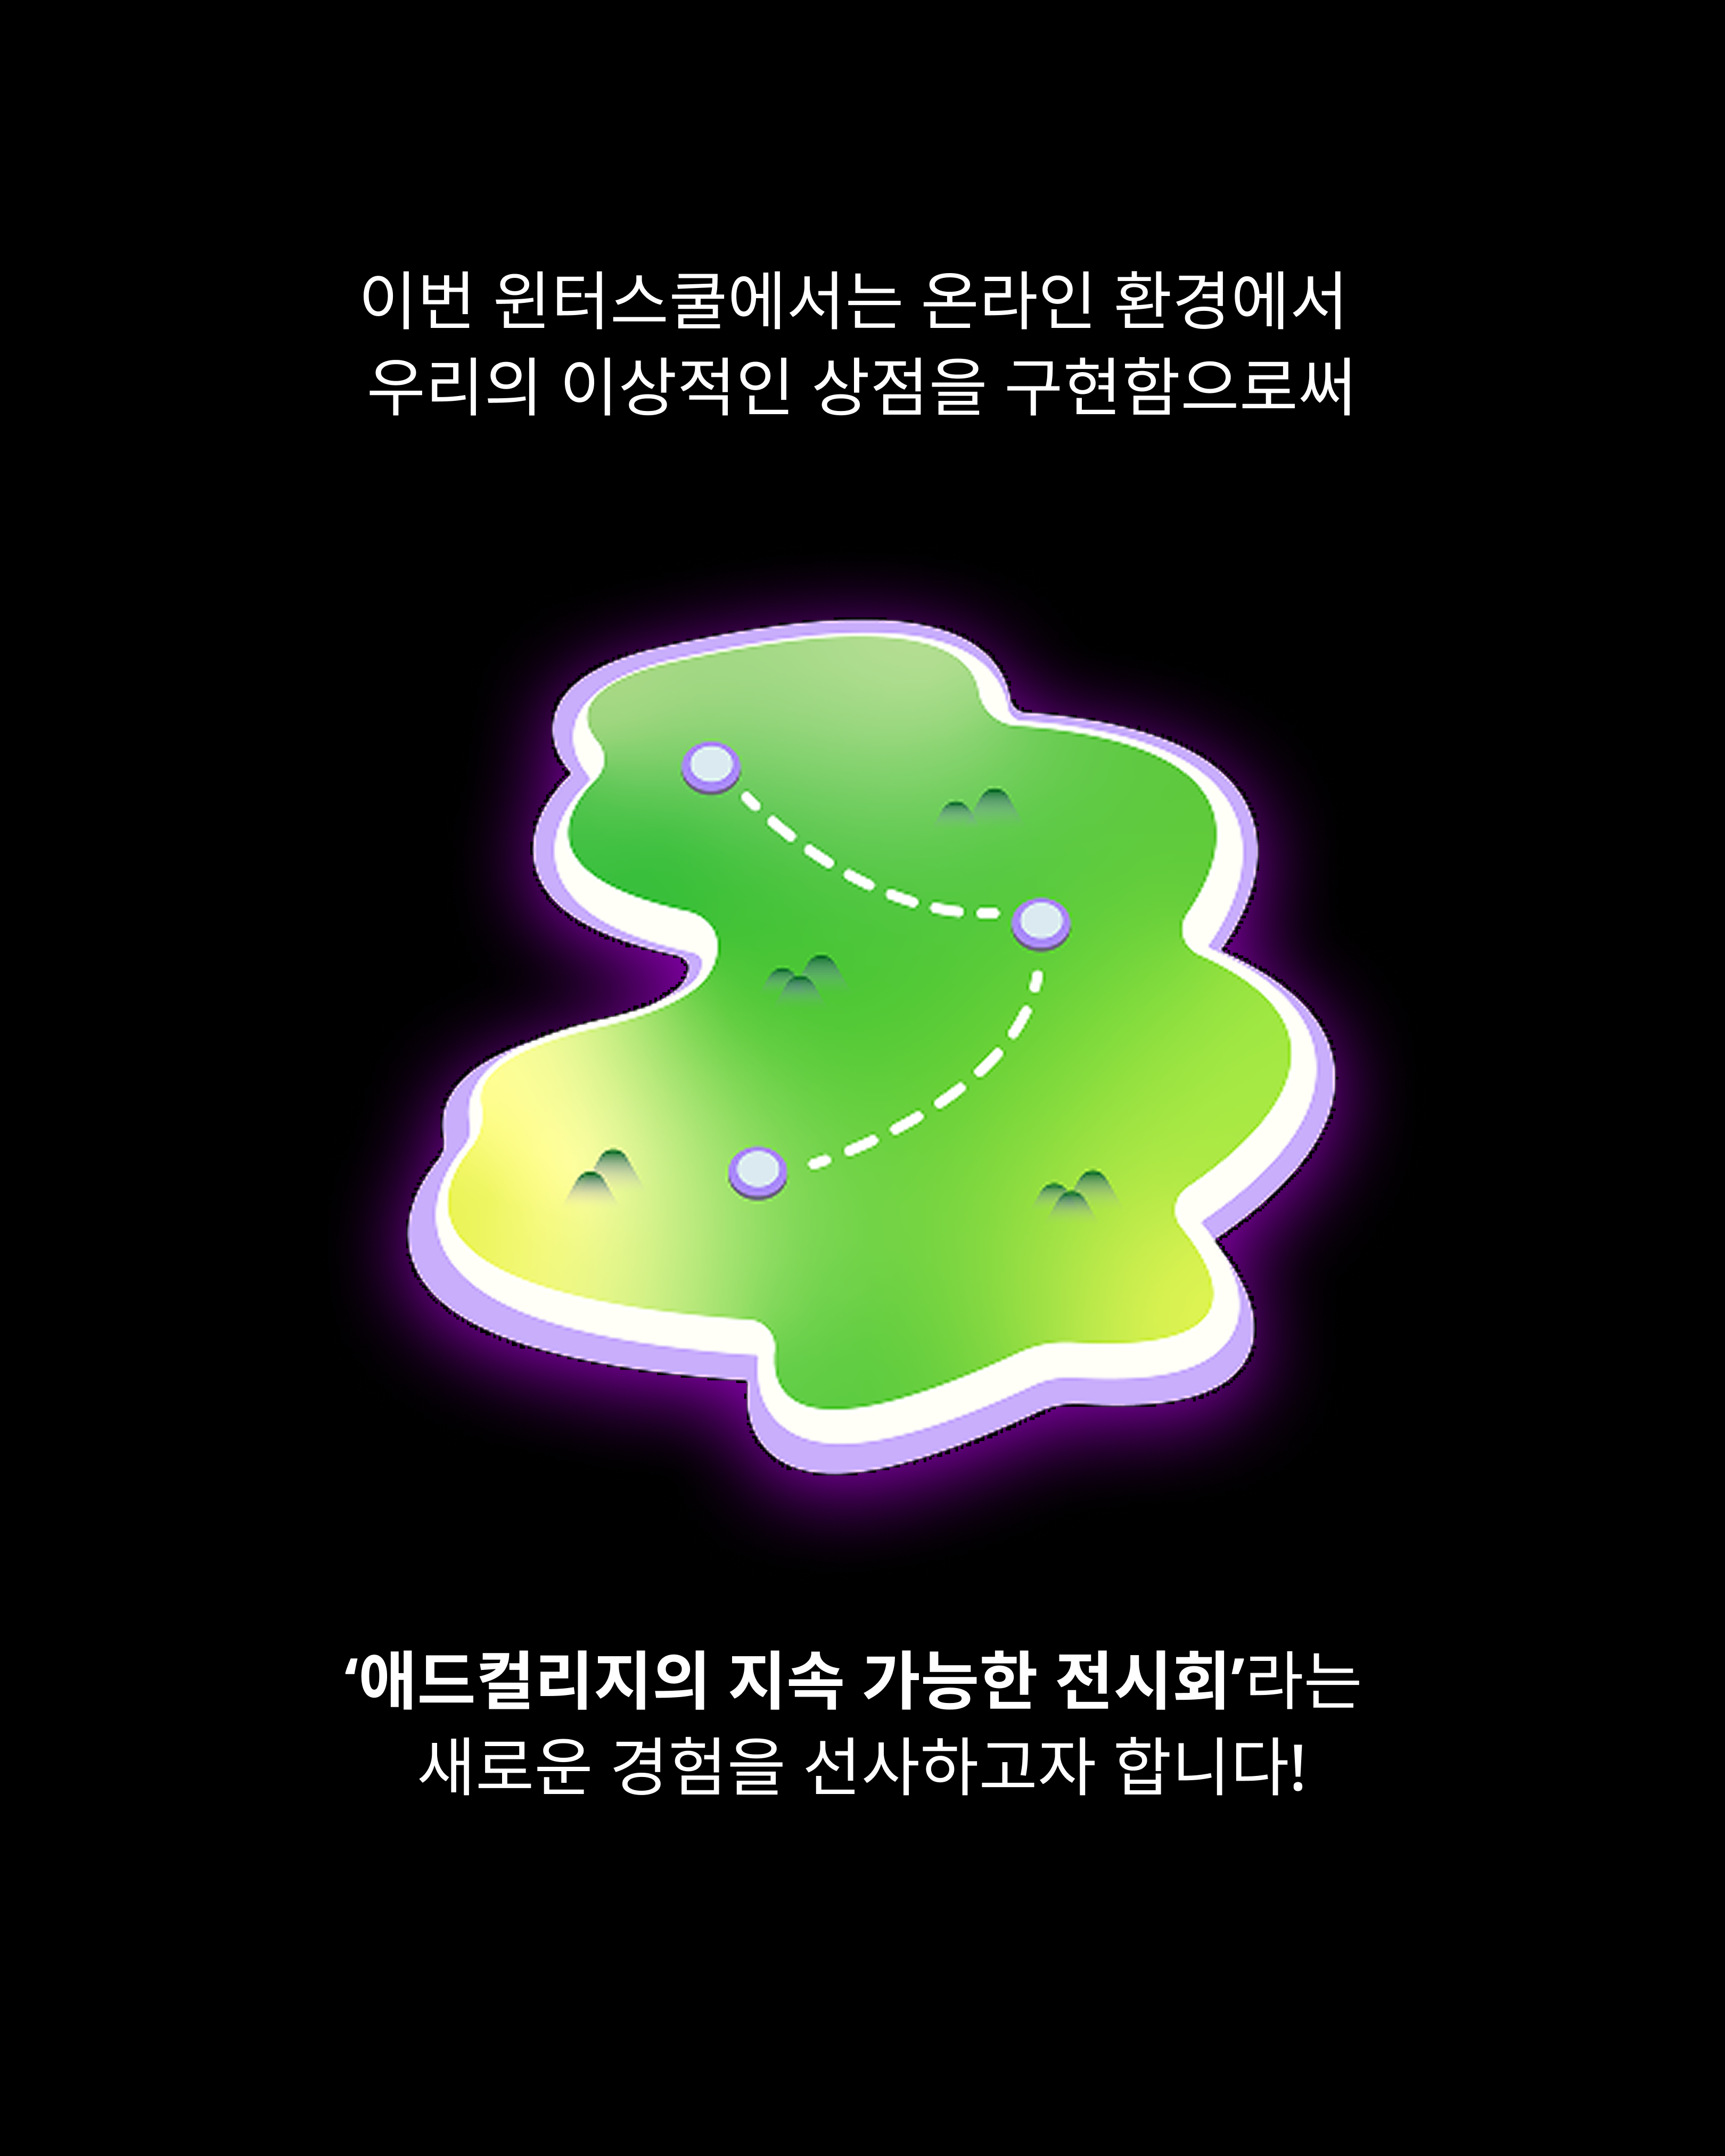 이번 윈터스쿨에서는 온라인 환경에서
우리의 이상적인 상점을 구현함으로써
‘애드컬리지의 지속 가능한 전시회’라는
새로운 경험을 선사하고자 합니다!